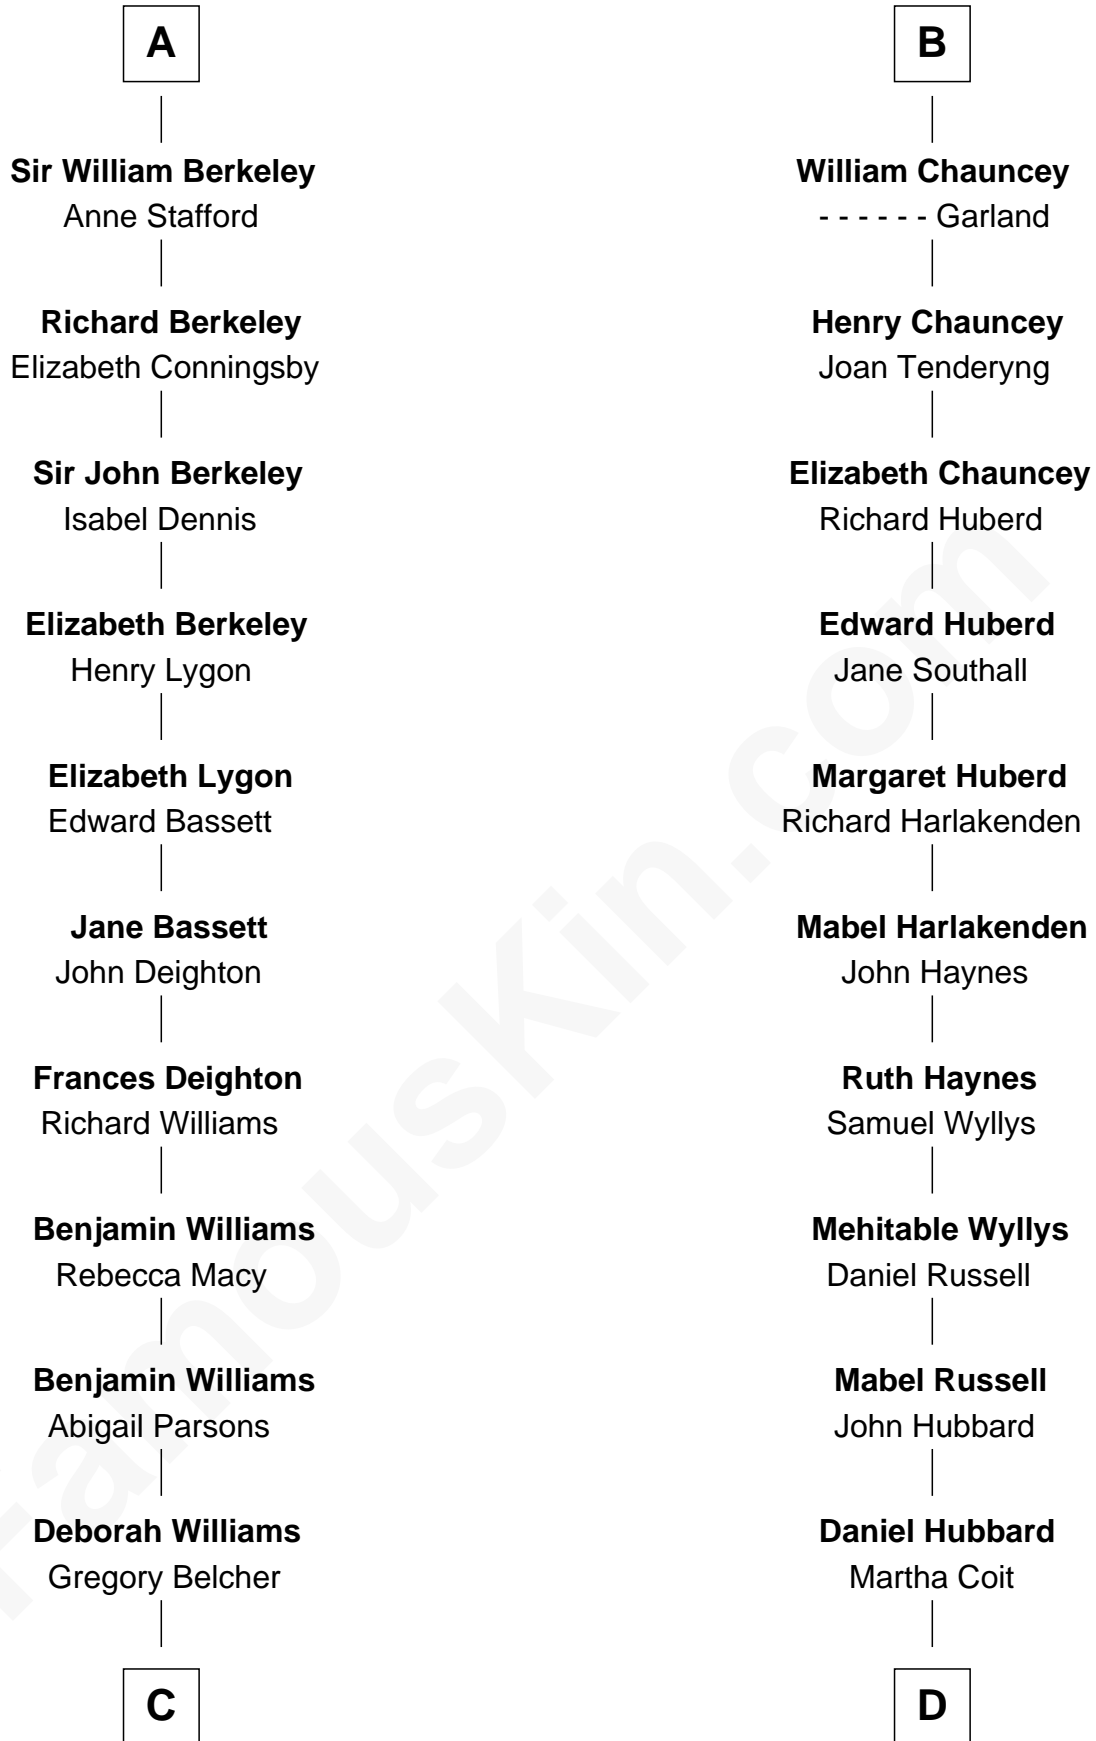 A
Sir William Berkeley
Anne Stafford
Richard Berkeley
Elizabeth Conningsby
Sir John Berkeley
Isabel Dennis
Elizabeth Berkeley
Henry Lygon
Elizabeth Lygon
Edward Bassett
Jane Bassett
John Deighton
Frances Deighton
Richard Williams
Benjamin Williams
Rebecca Macy
Benjamin Williams
Abigail Parsons
Deborah Williams
Gregory Belcher
C
B
William Chauncey
- - - - - - Garland
Henry Chauncey
Joan Tenderyng
Elizabeth Chauncey
Richard Huberd
Edward Huberd
Jane Southall
Margaret Huberd
Richard Harlakenden
Mabel Harlakenden
John Haynes
Ruth Haynes
Samuel Wyllys
Mehitable Wyllys
Daniel Russell
Mabel Russell
John Hubbard
Daniel Hubbard
Martha Coit
D
FamousKin.com